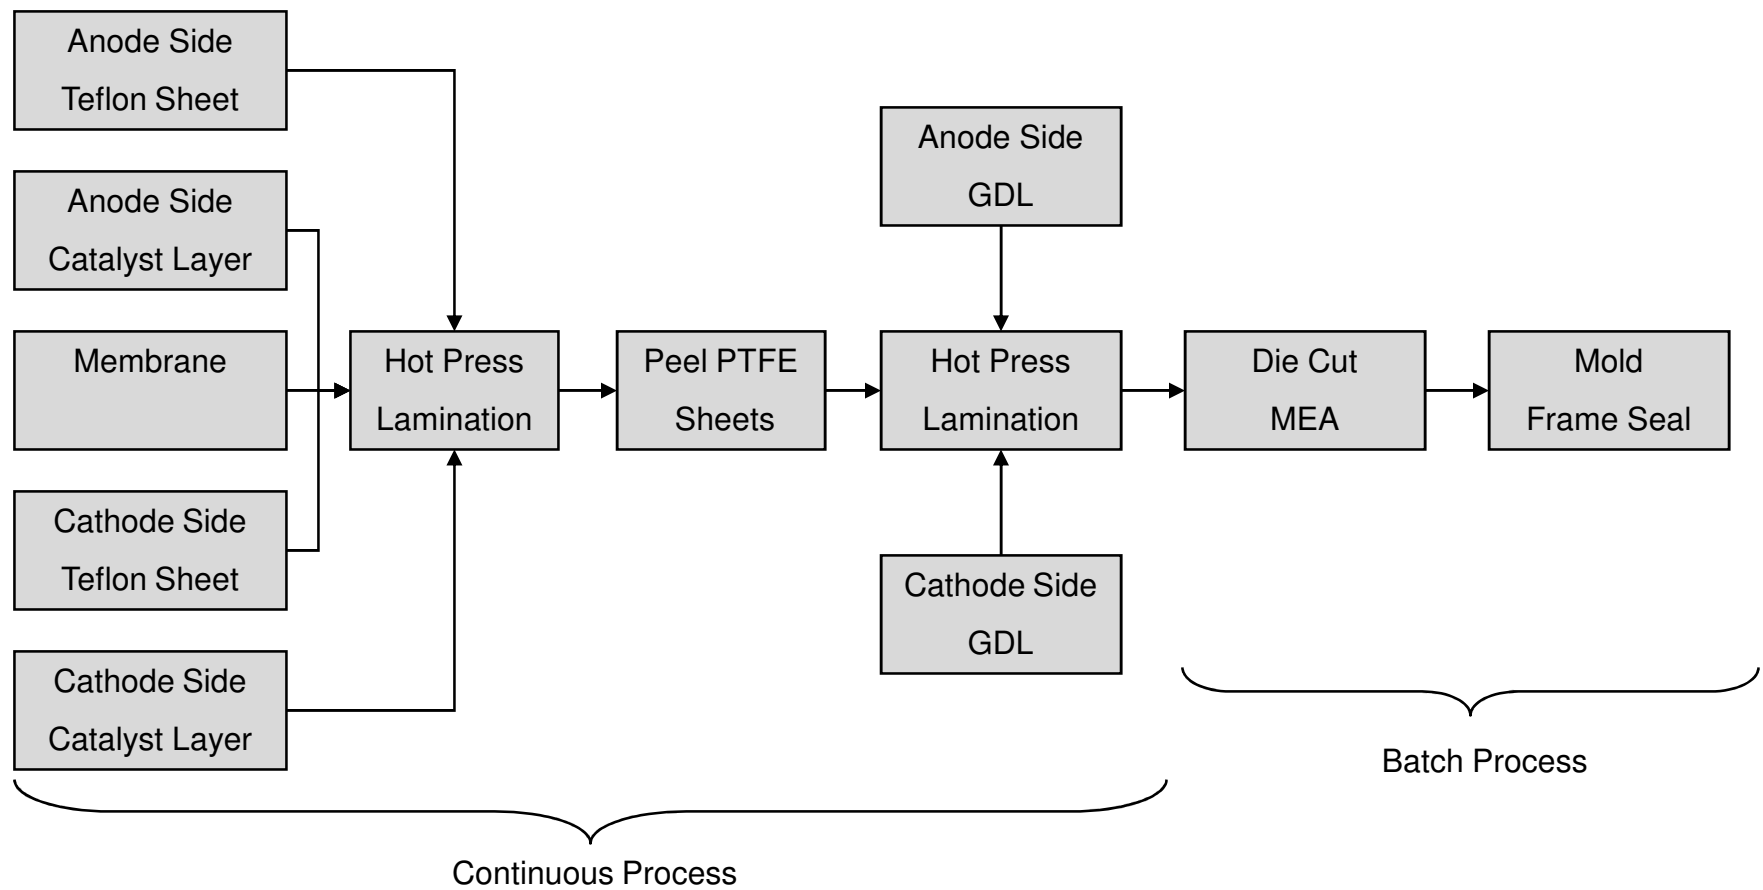 Anode Side
Teflon Sheet
Anode Side
Catalyst Layer
Membrane
Cathode Side
Teflon Sheet
Cathode Side
Catalyst Layer
Hot Press
Lamination
Peel PTFE
Sheets
Anode Side
GDL
Hot Press
Lamination
Cathode Side
GDL
Die Cut
MEA
Mold
Frame Seal
Batch Process
Continuous Process